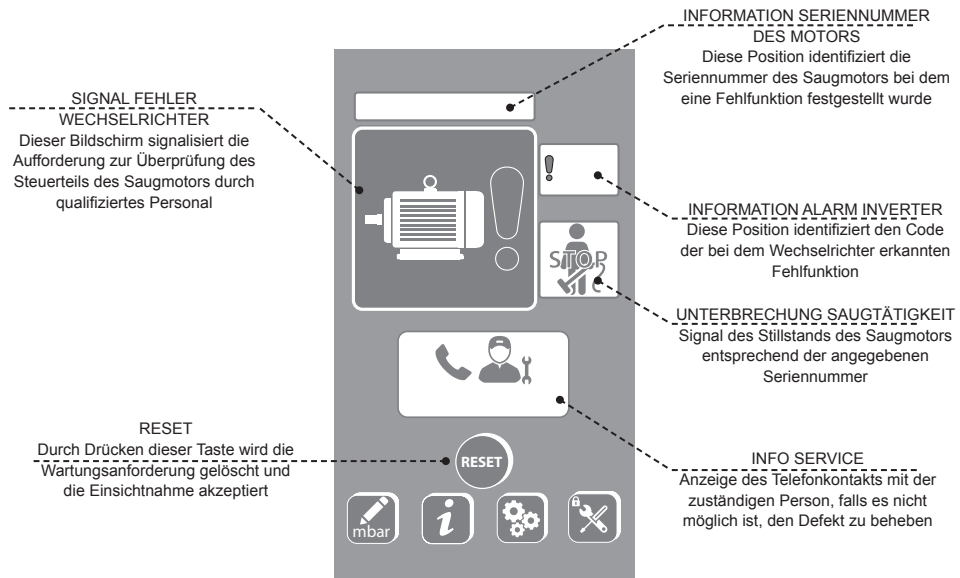 INFORMATION SERIENNUMMER
DES MOTORS
Diese Position identifiziert die
Seriennummer des Saugmotors bei dem
eine Fehlfunktion festgestellt wurde
SIGNAL FEHLER
WECHSELRICHTER
Dieser Bildschirm signalisiert die
Aufforderung zur Überprüfung des
Steuerteils des Saugmotors durch
qualifiziertes Personal
INFORMATION ALARM INVERTER
Diese Position identifiziert den Code
der bei dem Wechselrichter erkannten
Fehlfunktion
STOP
UNTERBRECHUNG SAUGTÄTIGKEIT
Signal des Stillstands des Saugmotors
entsprechend der angegebenen
Seriennummer
RESET
Durch Drücken dieser Taste wird die
Wartungsanforderung gelöscht und
die Einsichtnahme akzeptiert
RESET
INFO SERVICE
Anzeige des Telefonkontakts mit der
zuständigen Person, falls es nicht
möglich ist, den Defekt zu beheben
mbar
i